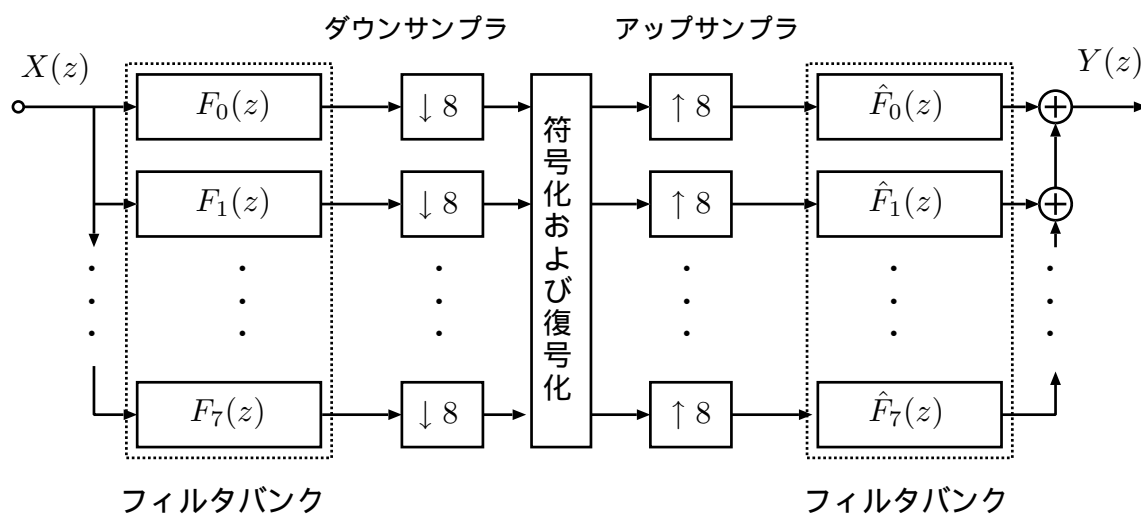 ダウンサンプラ アップサンプラ
X(z) Y(z)
F_0(z) ↓ 8 ↑ 8 F̂_0(z)
F_1(z) ↓ 8 ↑ 8 F̂_1(z)
符号化および復号化
F_7(z) ↓ 8 ↑ 8 F̂_7(z)
フィルタバンク フィルタバンク